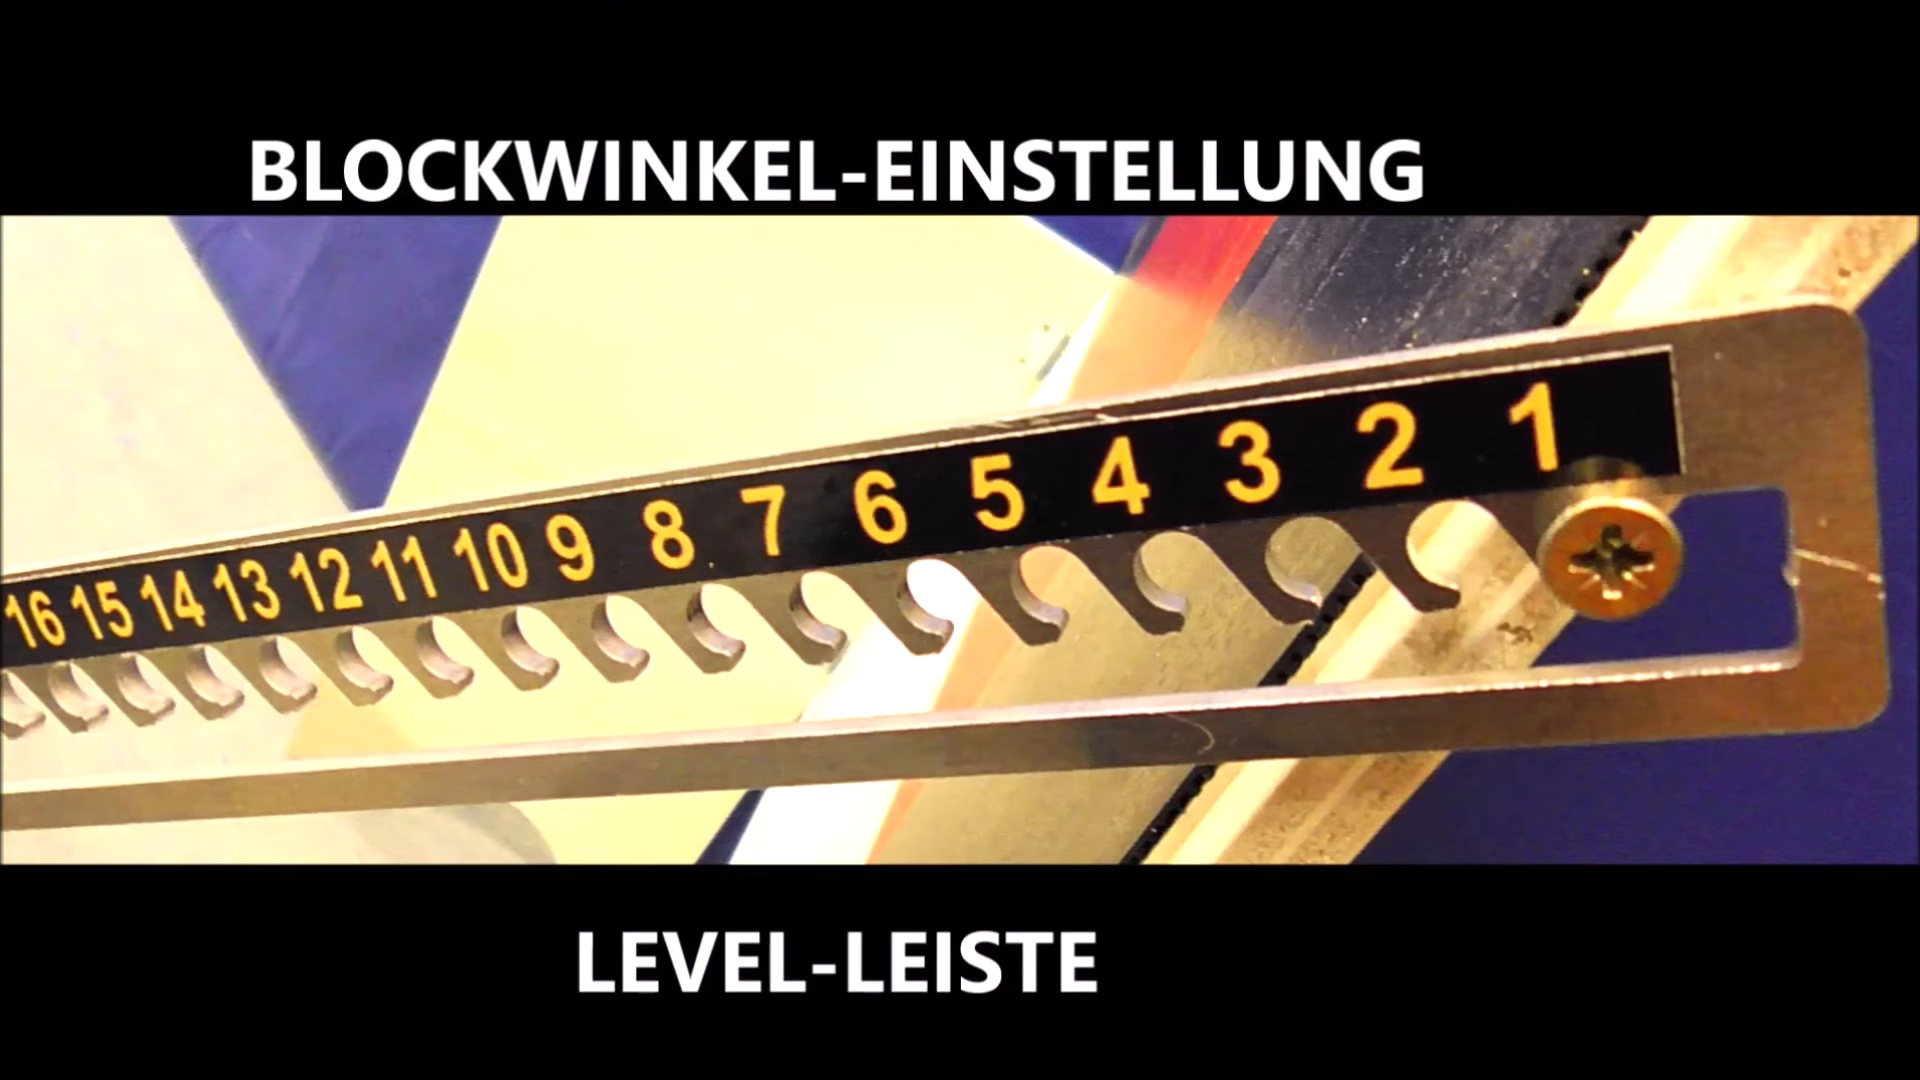 BLOCKWINKEL-EINSTELLUNG
16 15 14 13 12 11 10 9 8 7 6 5 4 3 2 1
LEVEL-LEISTE